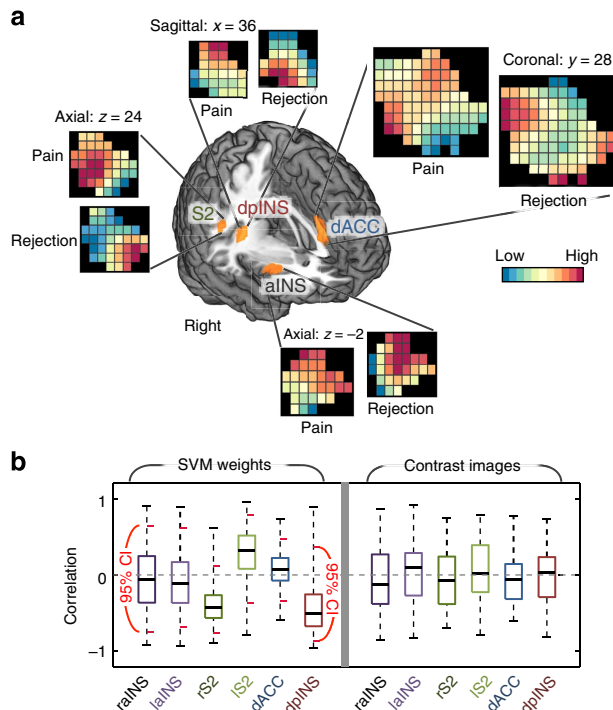 a
Sagittal: x = 36
Pain
Rejection
Coronal: y = 28
Axial: z = 24
Pain
Rejection
Pain
Rejection
S2
dpINS
dACC
aINS
Low
High
Right
Axial: z = –2
Pain
Rejection
b
SVM weights
Contrast images
Correlation
1
0
–1
95% CI
95% CI
raINS
laINS
rS2
lS2
dACC
dpINS
raINS
laINS
rS2
lS2
dACC
dpINS